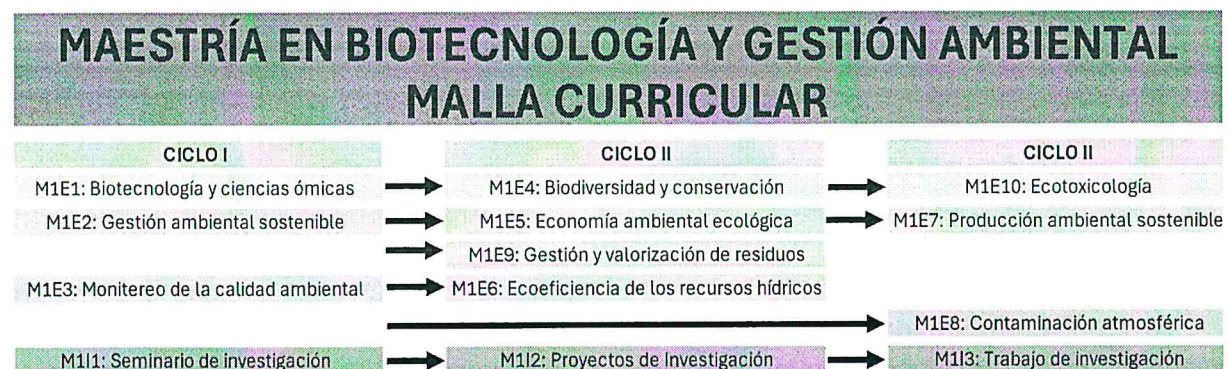 MAESTRÍA EN BIOTECNOLOGÍA Y GESTIÓN AMBIENTAL
MALLA CURRICULAR
CICLO I
CICLO II
CICLO II
M1E1: Biotecnología y ciencias ómicas
M1E4: Biodiversidad y conservación
M1E10: Ecotoxicología
M1E2: Gestión ambiental sostenible
M1E5: Economía ambiental ecológica
M1E7: Producción ambiental sostenible
M1E9: Gestión y valorización de residuos
M1E3: Monitereo de la calidad ambiental
M1E6: Ecoeficiencia de los recursos hídricos
M1E8: Contaminación atmosférica
M1I1: Seminario de investigación
M1I2: Proyectos de Investigación
M1I3: Trabajo de investigación